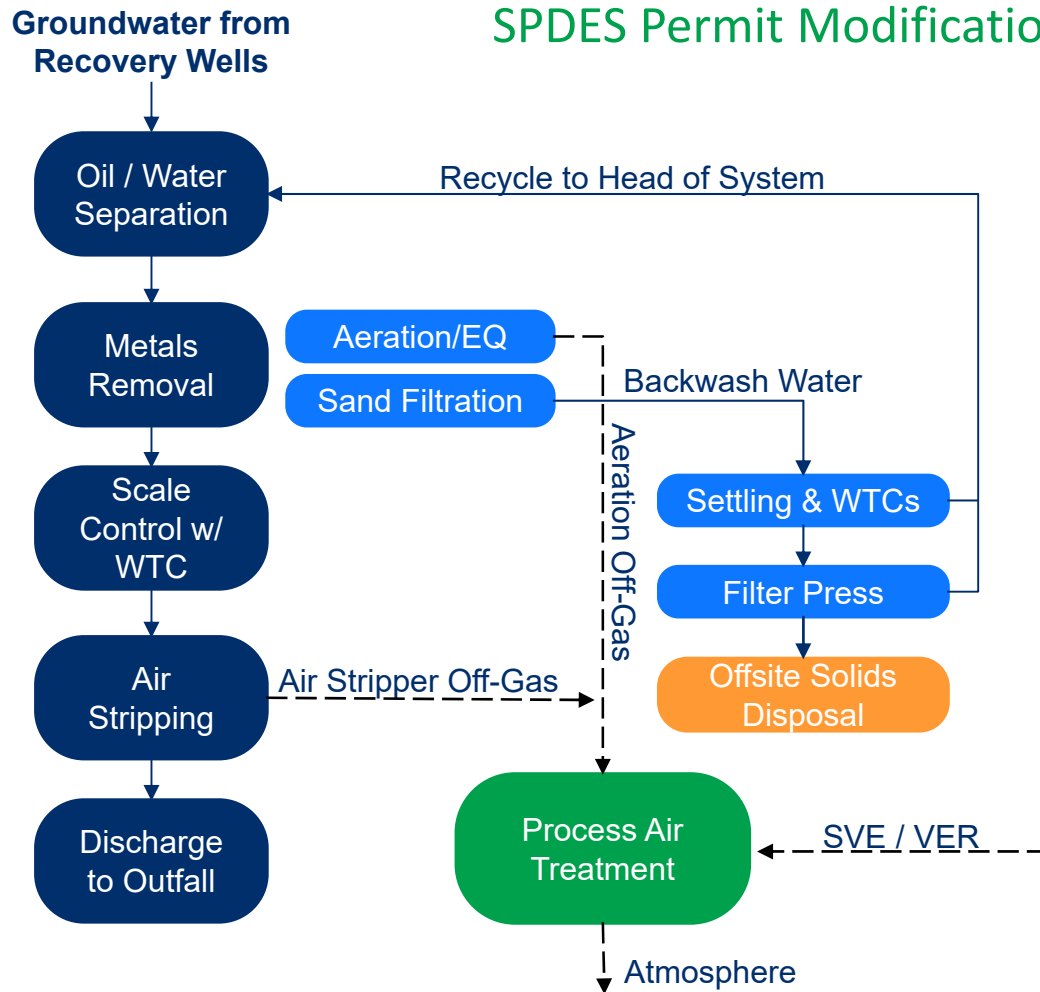 Groundwater from
Recovery Wells
SPDES Permit Modificatio
Oil / Water
Separation
Recycle to Head of System
Metals
Removal
Aeration/EQ
Sand Filtration
Backwash Water
Aeration Off-Gas
Scale
Control w/
WTC
Settling & WTCs
Filter Press
Air
Stripping
Air Stripper Off-Gas
Offsite Solids
Disposal
Discharge
to Outfall
Process Air
Treatment
SVE / VER
Atmosphere